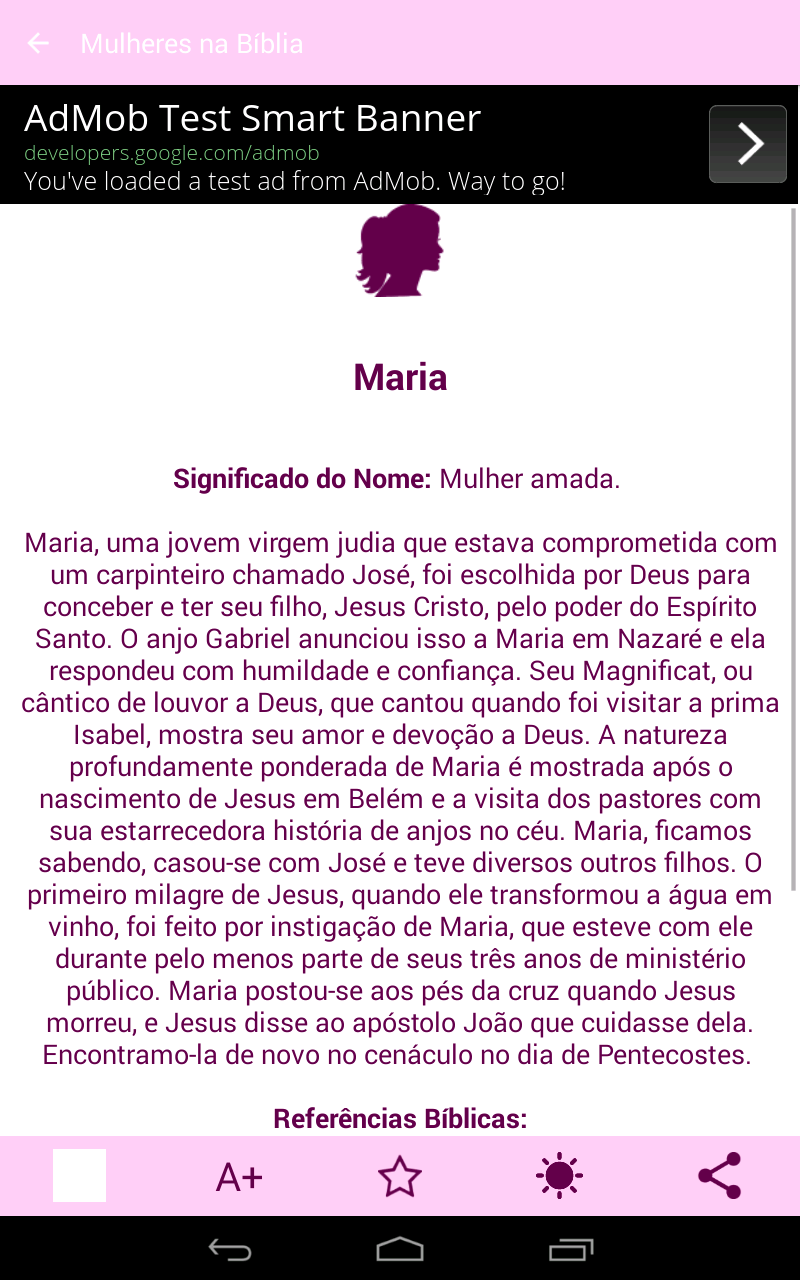 Mulheres na Bíblia
AdMob Test Smart Banner
developers.google.com/admob
You've loaded a test ad from AdMob. Way to go!
Maria
Significado do Nome: Mulher amada.
Maria, uma jovem virgem judia que estava comprometida com
um carpinteiro chamado José, foi escolhida por Deus para
conceber e ter seu filho, Jesus Cristo, pelo poder do Espírito
Santo. O anjo Gabriel anunciou isso a Maria em Nazaré e ela
respondeu com humildade e confiança. Seu Magnificat, ou
cântico de louvor a Deus, que cantou quando foi visitar a prima
Isabel, mostra seu amor e devoção a Deus. A natureza
profundamente ponderada de Maria é mostrada após o
nascimento de Jesus em Belém e a visita dos pastores com
sua estarrecedora história de anjos no céu. Maria, ficamos
sabendo, casou-se com José e teve diversos outros filhos. O
primeiro milagre de Jesus, quando ele transformou a água em
vinho, foi feito por instigação de Maria, que esteve com ele
durante pelo menos parte de seus três anos de ministério
público. Maria postou-se aos pés da cruz quando Jesus
morreu, e Jesus disse ao apóstolo João que cuidasse dela.
Encontramo-la de novo no cenáculo no dia de Pentecostes.
Referências Bíblicas:
A+